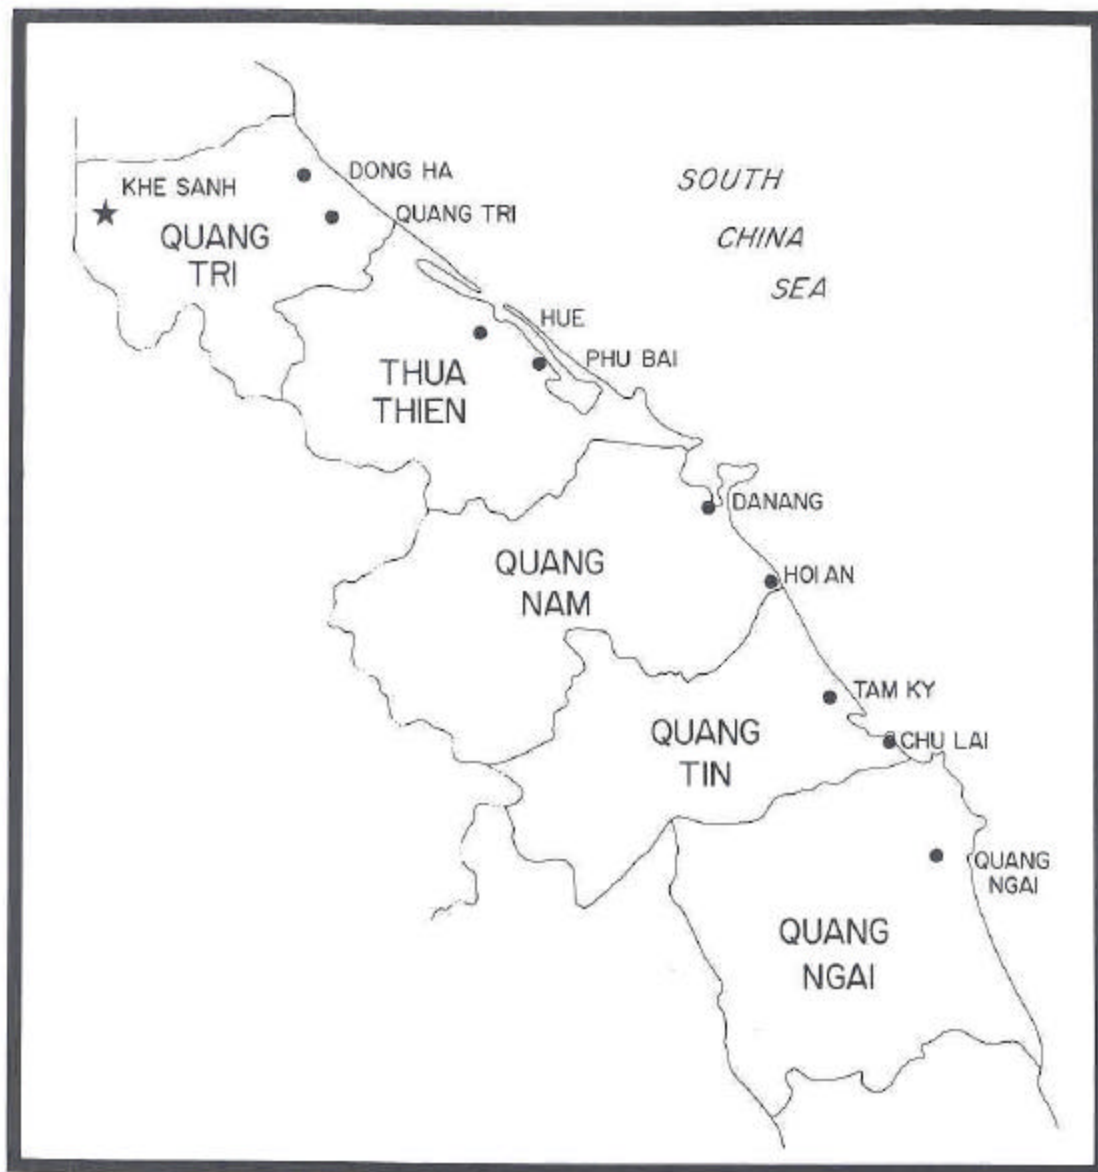 SOUTH
CHINA
SEA
DONG HA
KHE SANH
QUANG TRI
QUANG
TRI
HUE
PHU BAI
THUA
THIEN
DANANG
QUANG
NAM
HOI AN
TAM KY
QUANG
TIN
CHU LAI
QUANG
NGAI
QUANG
NGAI